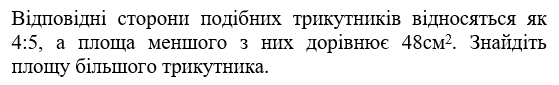 Відповідні сторони подібних трикутників відносяться як
4:5, а площа меншого з них дорівнює 48см². Знайдіть
площу більшого трикутника.